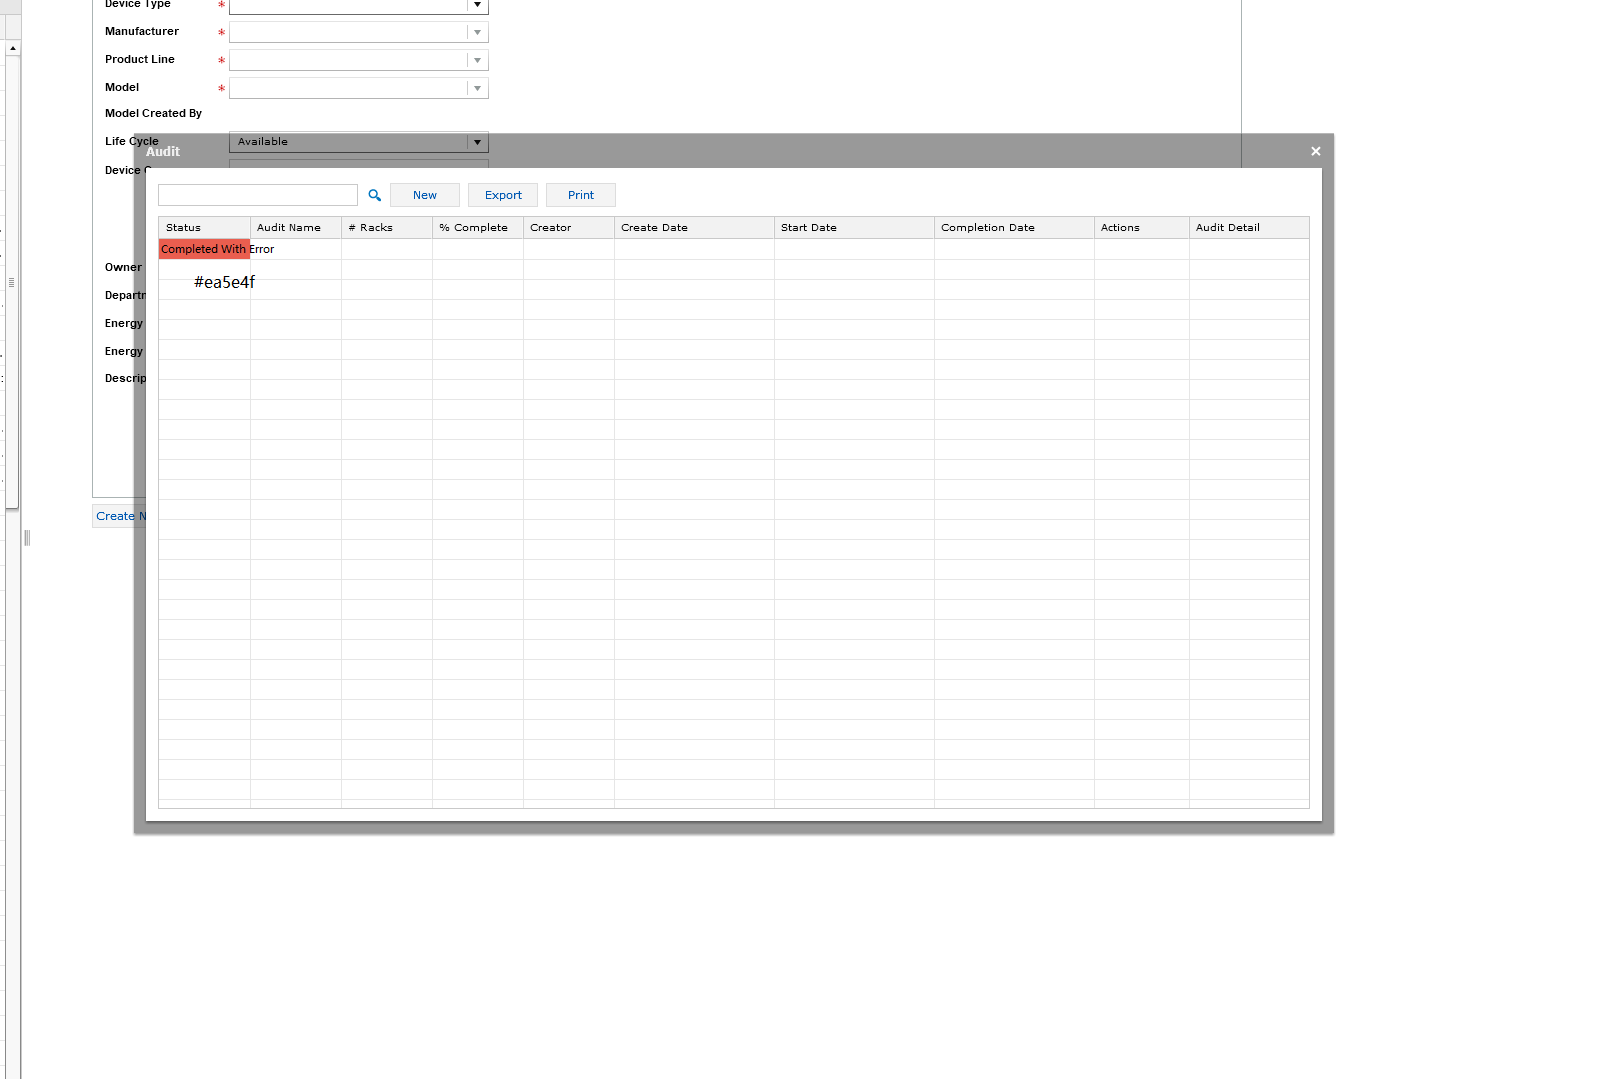 Device Type *
Manufacturer *
Product Line *
Model *
Model Created By
Life Cycle Available
Audit ×
Device
New Export Print
Status Audit Name # Racks % Complete Creator Create Date Start Date Completion Date Actions Audit Detail
Completed With Error
Owner
#ea5e4f
Energy
Energy
Descrip
Create N